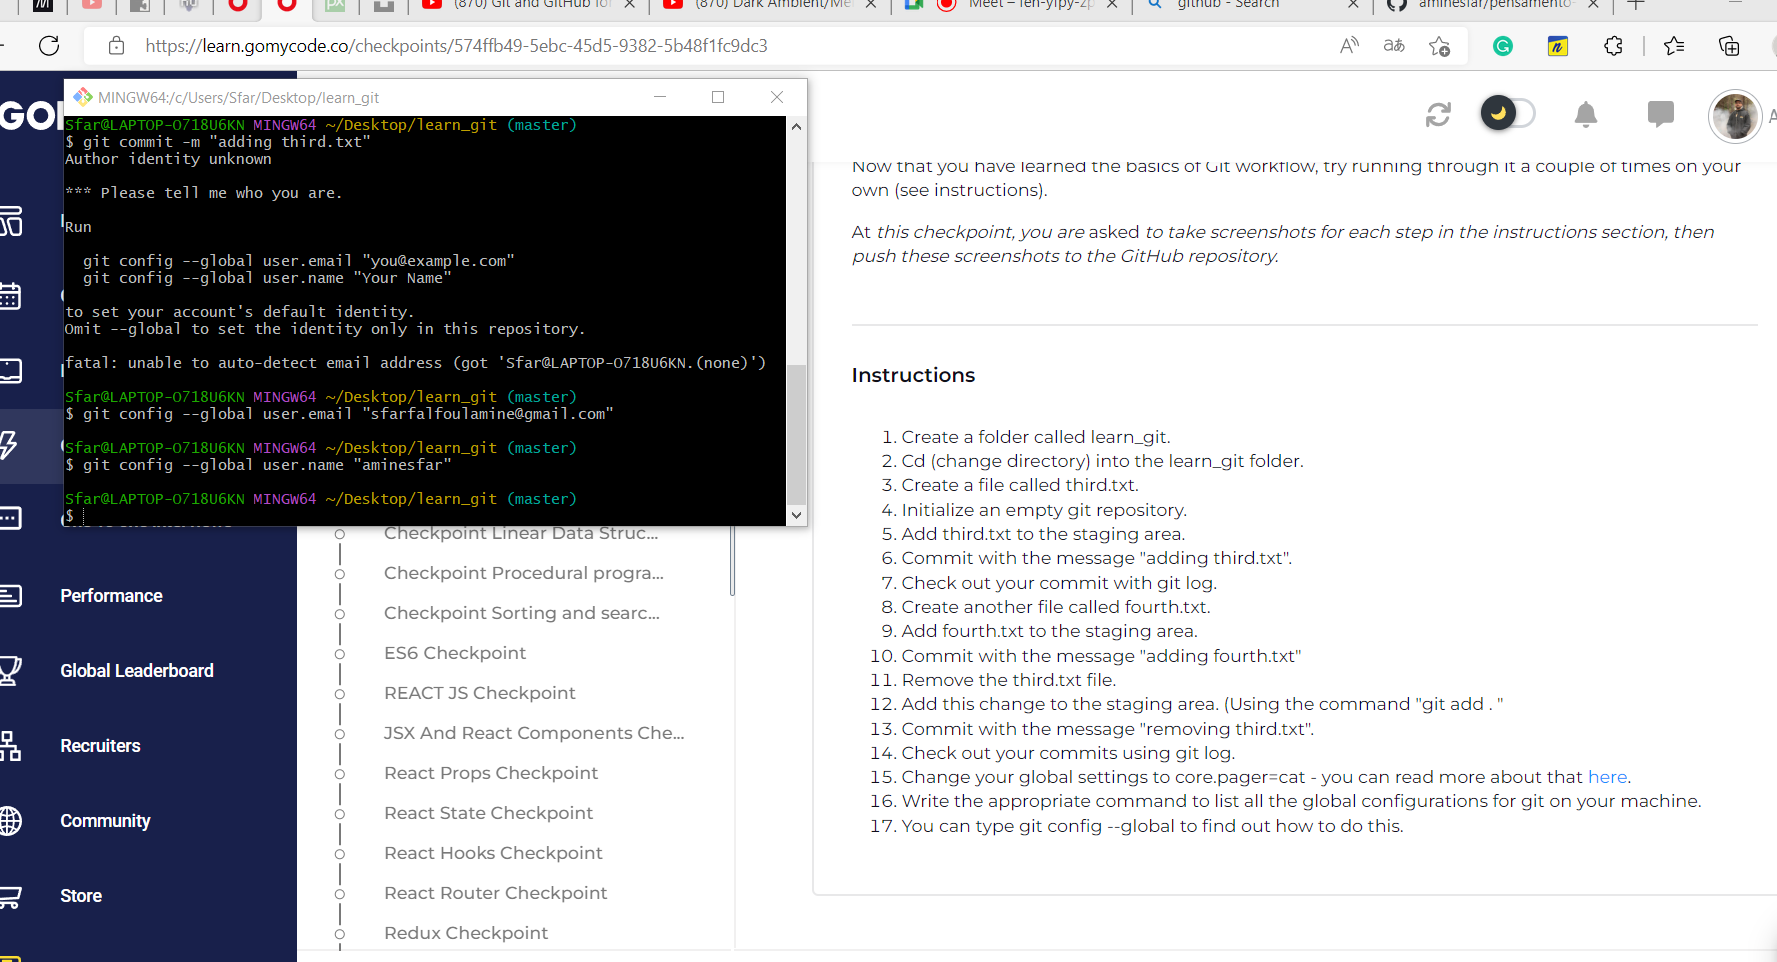 (870) Git and GitHub for
(870) Dark Ambient/Me
Meet – fen-yfpy-zp
github - Search
aminesfar/pensamento-
https://learn.gomycode.co/checkpoints/574ffb49-5ebc-45d5-9382-5b48f1fc9dc3
MINGW64:/c/Users/Sfar/Desktop/learn_git
Sfar@LAPTOP-O718U6KN MINGW64 ~/Desktop/learn_git (master)
$ git commit -m "adding third.txt"
Author identity unknown
*** Please tell me who you are.
Run
git config --global user.email "you@example.com"
git config --global user.name "Your Name"
to set your account's default identity.
Omit --global to set the identity only in this repository.
fatal: unable to auto-detect email address (got 'Sfar@LAPTOP-O718U6KN.(none)')
Sfar@LAPTOP-O718U6KN MINGW64 ~/Desktop/learn_git (master)
$ git config --global user.email "sfarfalfoulamine@gmail.com"
Sfar@LAPTOP-O718U6KN MINGW64 ~/Desktop/learn_git (master)
$ git config --global user.name "aminesfar"
Sfar@LAPTOP-O718U6KN MINGW64 ~/Desktop/learn_git (master)
$
Performance
Global Leaderboard
Recruiters
Community
Store
Checkpoint Linear Data Struc...
Checkpoint Procedural progra...
Checkpoint Sorting and searc...
ES6 Checkpoint
REACT JS Checkpoint
JSX And React Components Che...
React Props Checkpoint
React State Checkpoint
React Hooks Checkpoint
React Router Checkpoint
Redux Checkpoint
Now that you have learned the basics of Git workflow, try running through it a couple of times on your
own (see instructions).
At this checkpoint, you are asked to take screenshots for each step in the instructions section, then
push these screenshots to the GitHub repository.
Instructions
1. Create a folder called learn_git.
2. Cd (change directory) into the learn_git folder.
3. Create a file called third.txt.
4. Initialize an empty git repository.
5. Add third.txt to the staging area.
6. Commit with the message "adding third.txt".
7. Check out your commit with git log.
8. Create another file called fourth.txt.
9. Add fourth.txt to the staging area.
10. Commit with the message "adding fourth.txt"
11. Remove the third.txt file.
12. Add this change to the staging area. (Using the command "git add . "
13. Commit with the message "removing third.txt".
14. Check out your commits using git log.
15. Change your global settings to core.pager=cat - you can read more about that here.
16. Write the appropriate command to list all the global configurations for git on your machine.
17. You can type git config --global to find out how to do this.